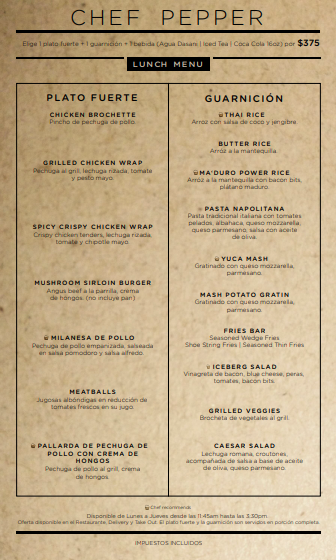 CHEF PEPPER
Elige 1 plato fuerte + 1 guarnición + 1 bebida (Agua Dasani | Iced Tea | Coca Cola 16oz) por $375
LUNCH MENU
PLATO FUERTE
CHICKEN BROCHETTE
Pincho de pechuga de pollo.
GRILLED CHICKEN WRAP
Pechuga al grill, lechuga rizada, tomate
y pesto mayo.
SPICY CRISPY CHICKEN WRAP
Crispy chicken tenders, lechuga rizada,
tomate y chipotle mayo.
MUSHROOM SIRLOIN BURGER
Angus beef a la parrilla, crema
de hongos. (no incluye pan)
MILANESA DE POLLO
Pechuga de pollo empanizada, salseada
en salsa pomodoro y salsa alfredo.
MEATBALLS
Jugosas albóndigas en reducción de
tomates frescos en su jugo.
PALLARDA DE PECHUGA DE
POLLO CON CREMA DE
HONGOS
Pechuga de pollo al grill, crema
de hongos.
GUARNICIÓN
THAI RICE
Arroz con salsa de coco y jengibre.
BUTTER RICE
Arroz a la mantequilla.
MA'DURO POWER RICE
Arroz a la mantequilla con bacon bits,
plátano maduro.
PASTA NAPOLITANA
Pasta tradicional italiana con tomates
pelados, albahaca, queso mozzarella,
queso parmesano, salsa con aceite
de oliva.
YUCA MASH
Gratinado con queso mozzarella,
parmesano.
MASH POTATO GRATIN
Gratinado con queso mozzarella,
parmesano.
FRIES BAR
Seasoned Wedge Fries
Shoe String Fries | Seasoned Thin Fries
ICEBERG SALAD
Vinagreta de bacon, blue cheese, peras,
tomates, bacon bits.
GRILLED VEGGIES
Brocheta de vegetales al grill.
CAESAR SALAD
Lechuga romana, croutones,
acompañada de salsa a base de aceite
de oliva, queso parmesano.
Chef recommends
Disponible de Lunes a Jueves desde las 11:45am hasta las 3:30pm.
Oferta disponible en el Restaurante, Delivery y Take Out. El plato fuerte y la guarnición son servidos en porción completa.
IMPUESTOS INCLUIDOS